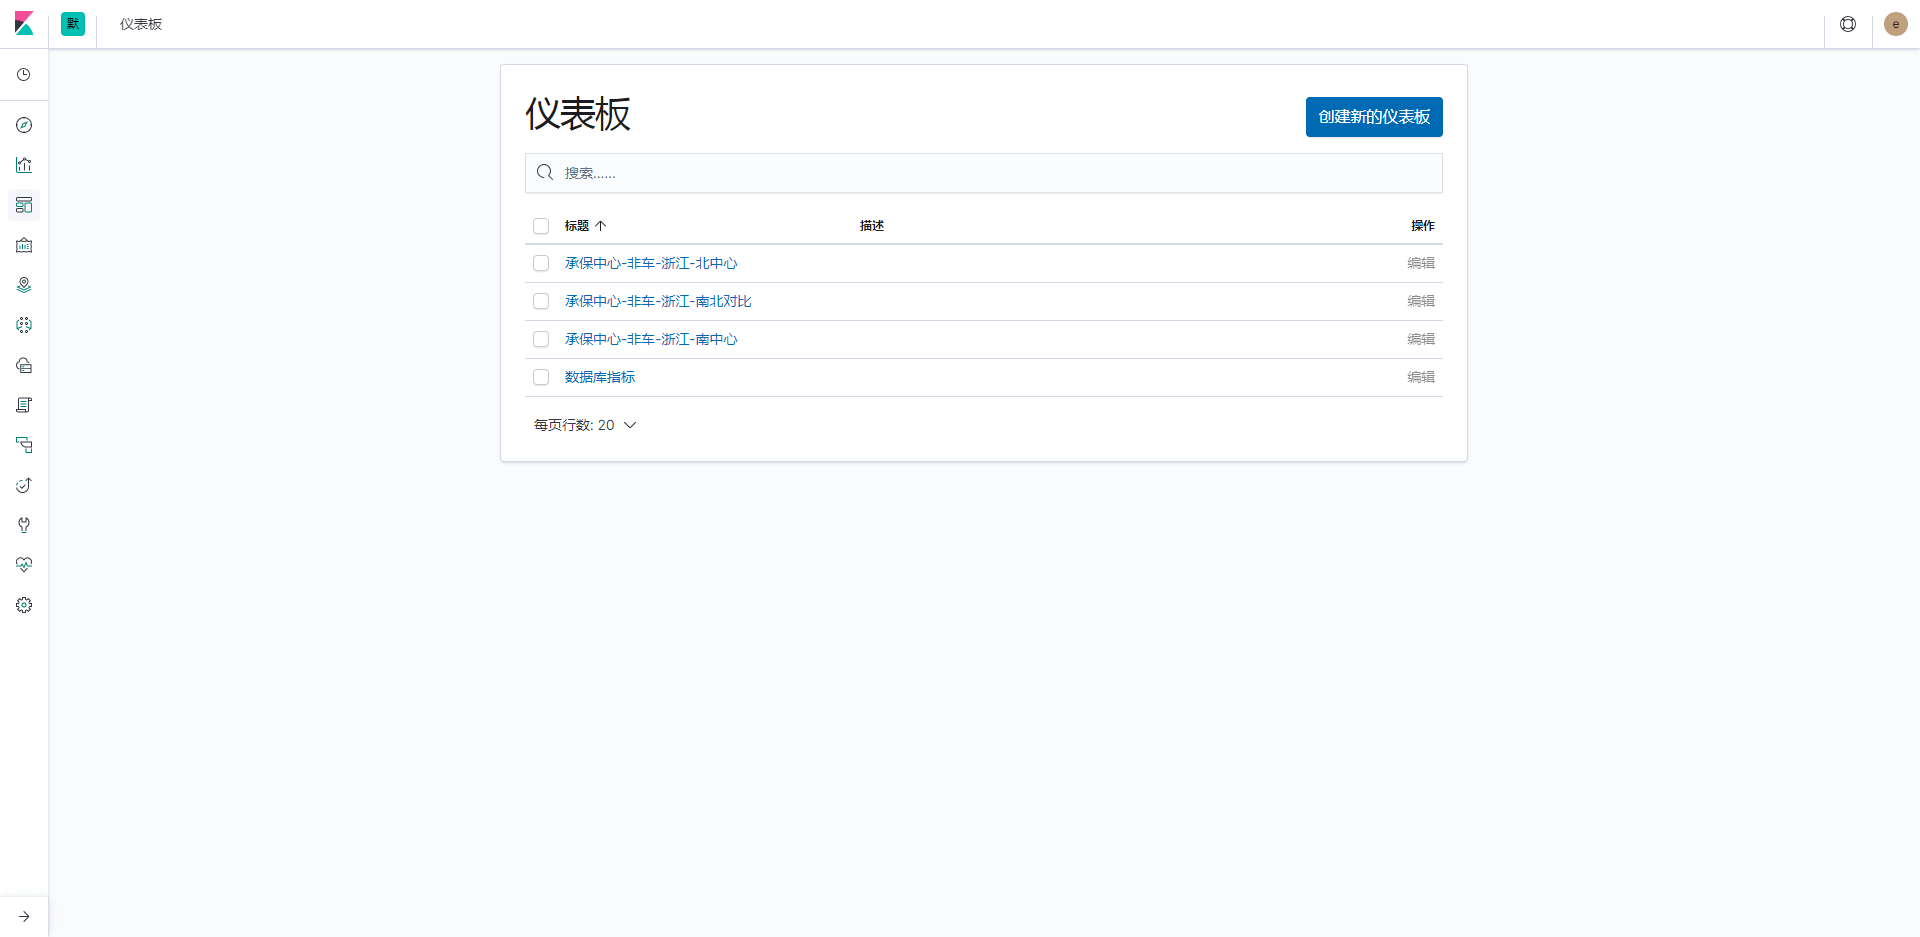 默 仪表板 e
仪表板 创建新的仪表板
搜索......
标题 描述 操作
承保中心-非车-浙江-北中心 编辑
承保中心-非车-浙江-南北对比 编辑
承保中心-非车-浙江-南中心 编辑
数据库指标 编辑
每页行数: 20